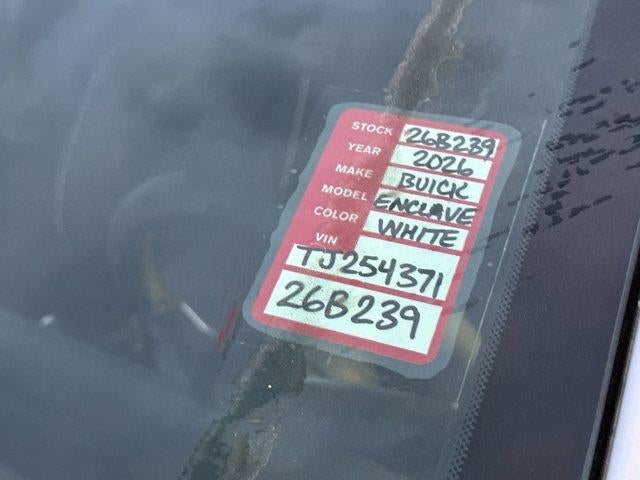 STOCK 26B239
YEAR 2026
MAKE BUICK
MODEL ENCLAVE
COLOR WHITE
VIN
TJ254371
26B239